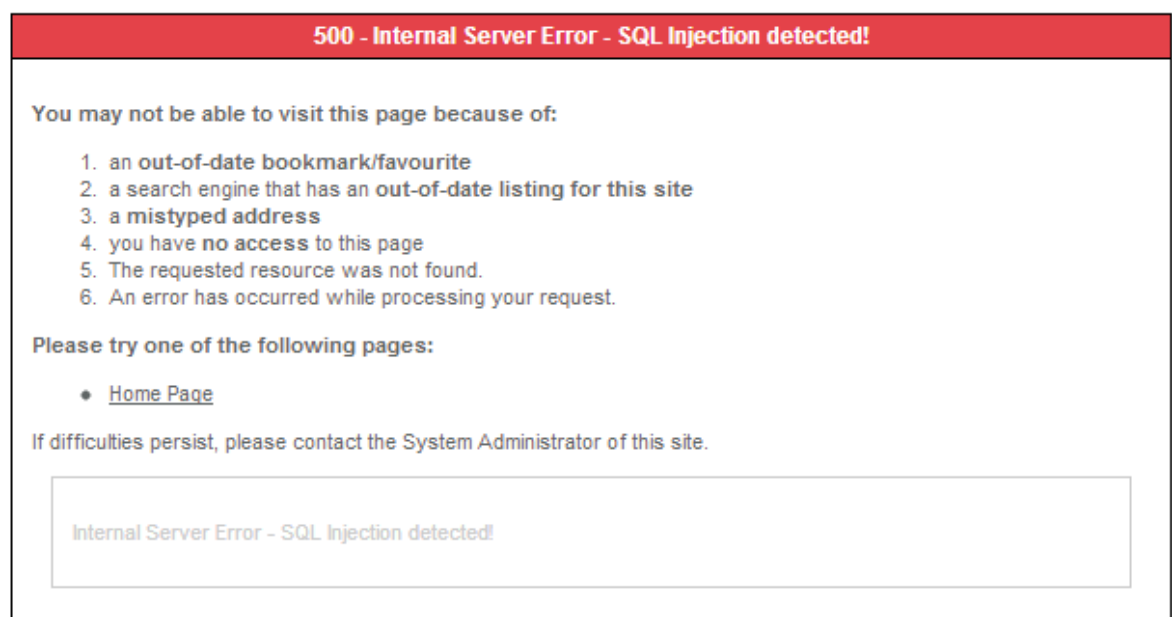 500 - Internal Server Error - SQL Injection detected!
You may not be able to visit this page because of:
1. an out-of-date bookmark/favourite
2. a search engine that has an out-of-date listing for this site
3. a mistyped address
4. you have no access to this page
5. The requested resource was not found.
6. An error has occurred while processing your request.
Please try one of the following pages:
• Home Page
If difficulties persist, please contact the System Administrator of this site.
Internal Server Error - SQL Injection detected!